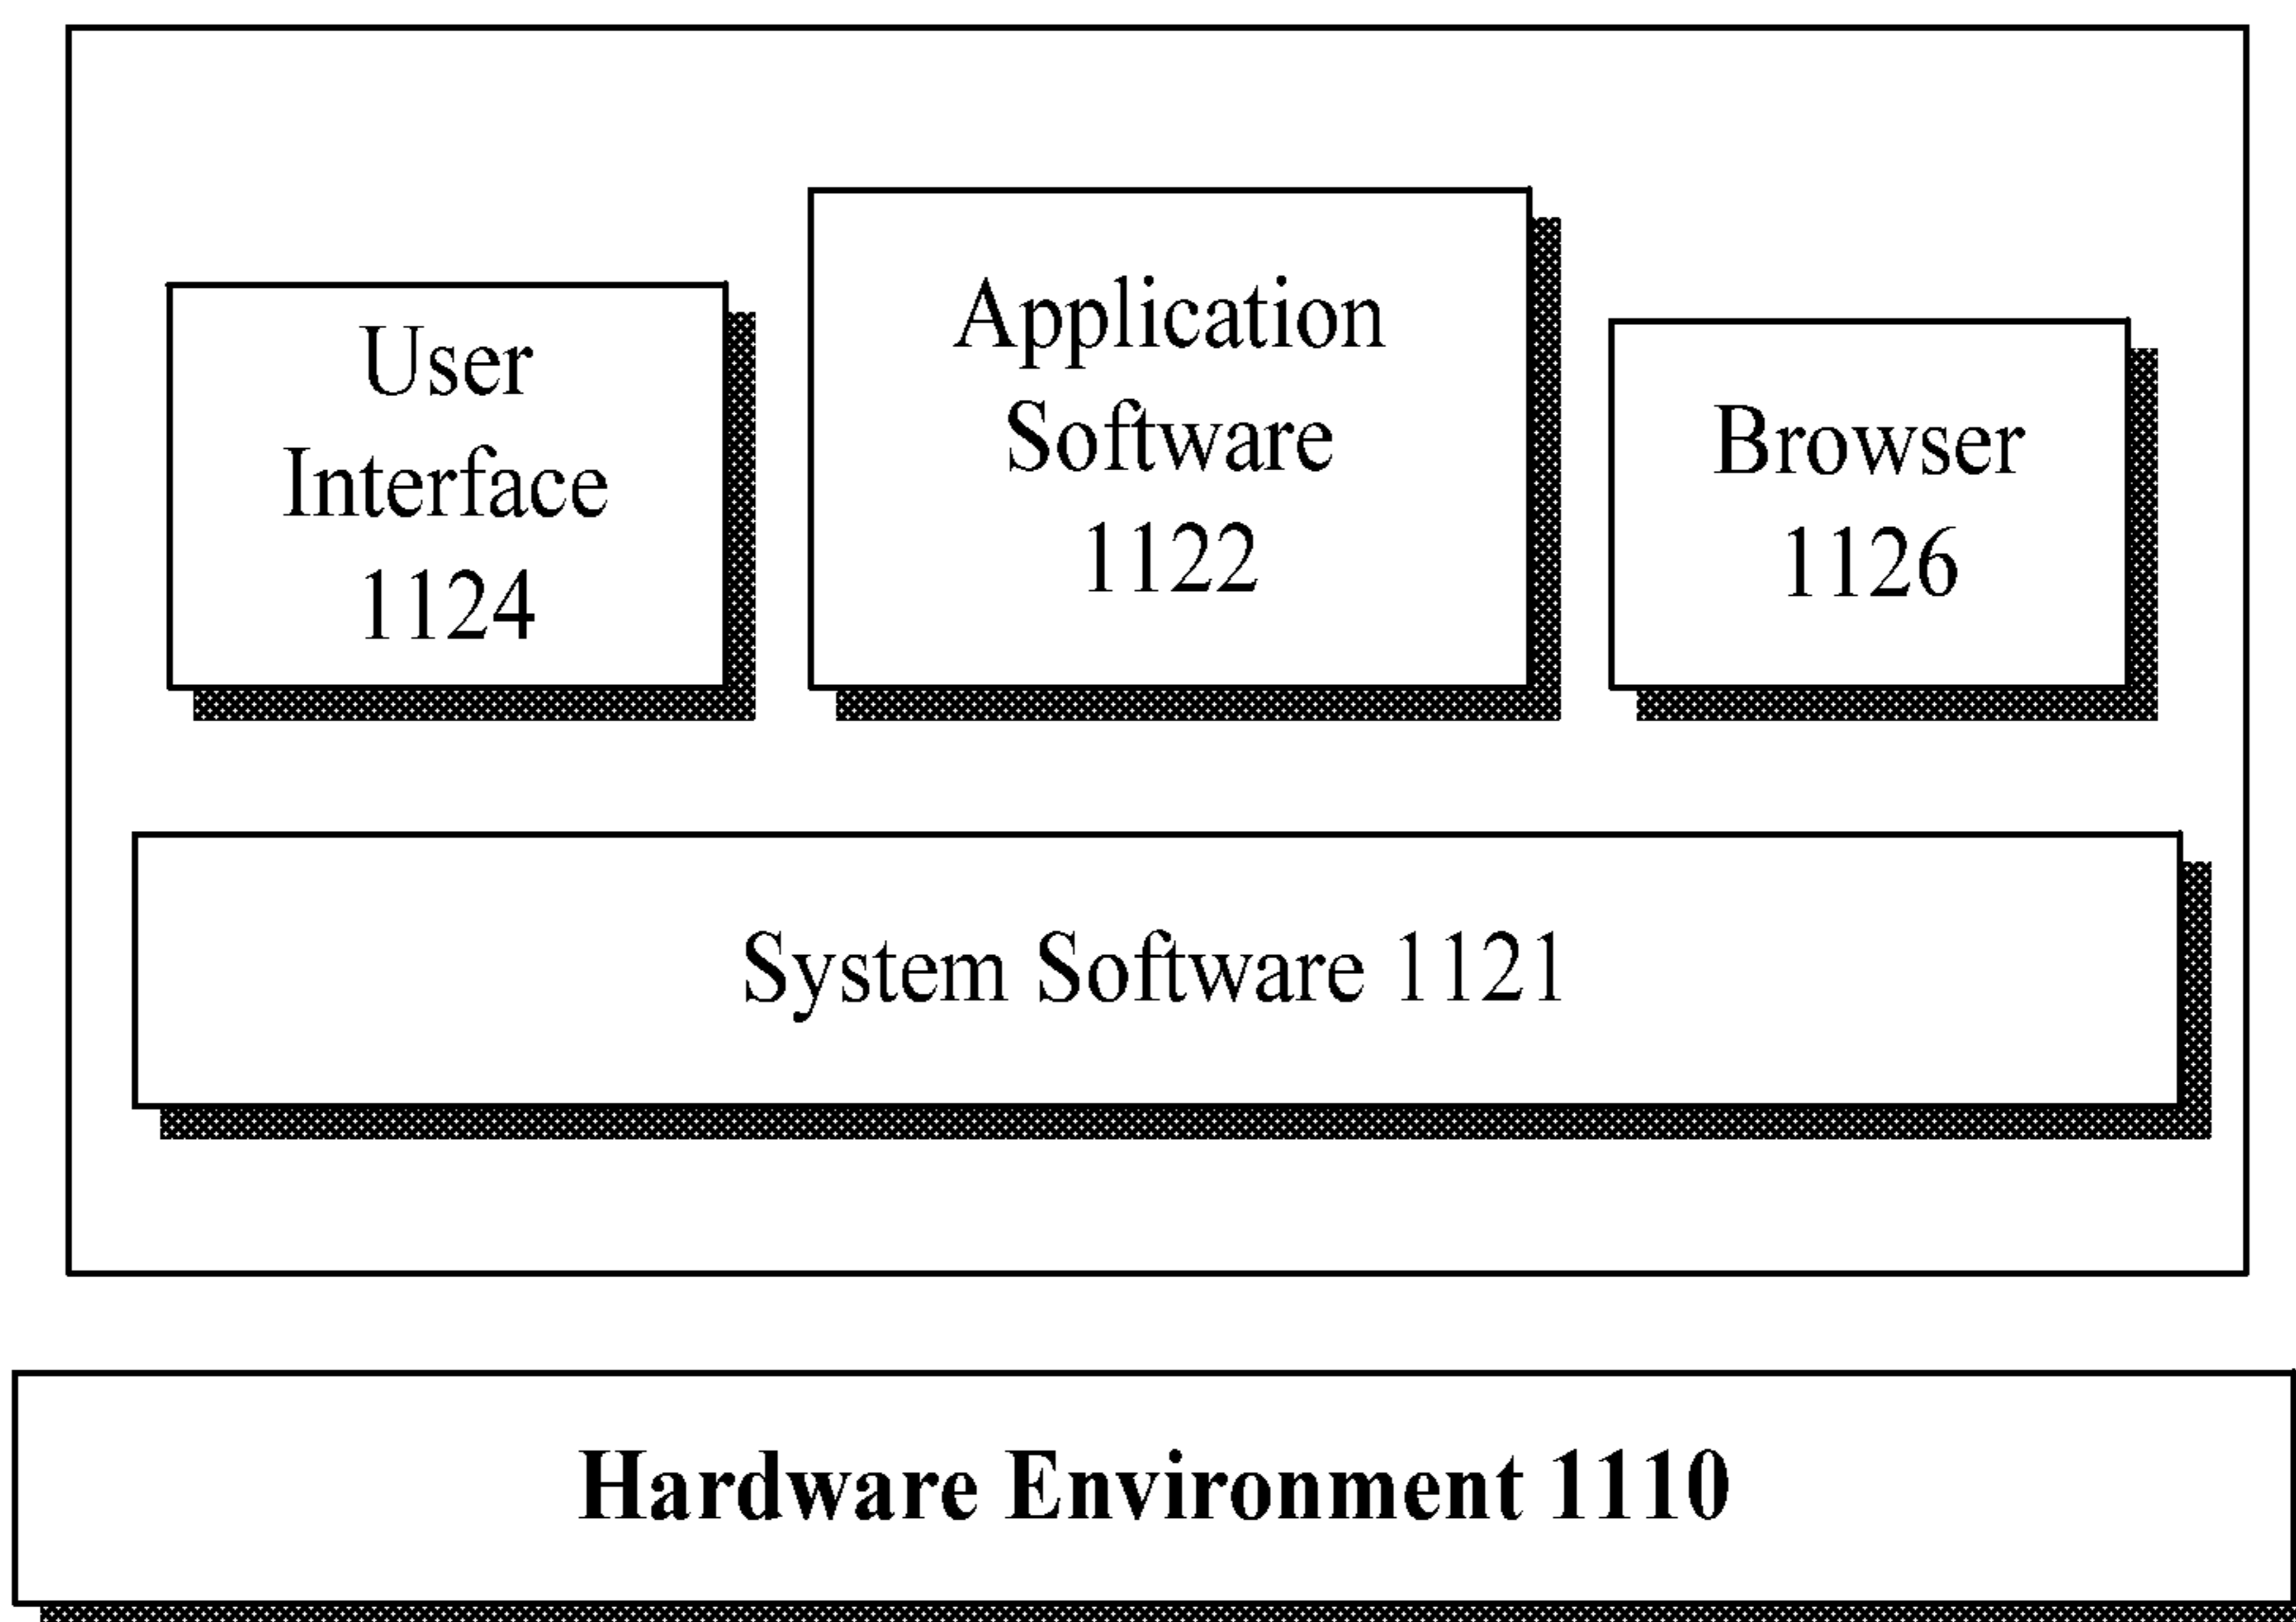 User
Interface
1124
Application
Software
1122
Browser
1126
System Software 1121
Hardware Environment 1110